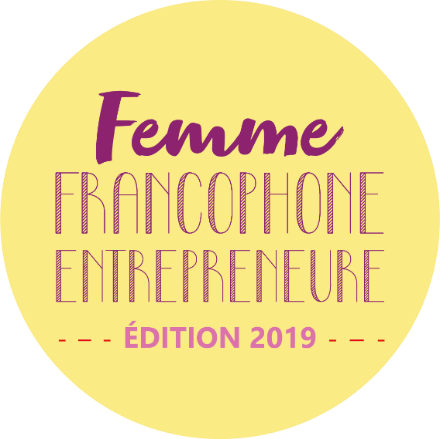 Femme
FRANCOPHONE
ENTREPRENEURE
- - - ÉDITION 2019 - - -